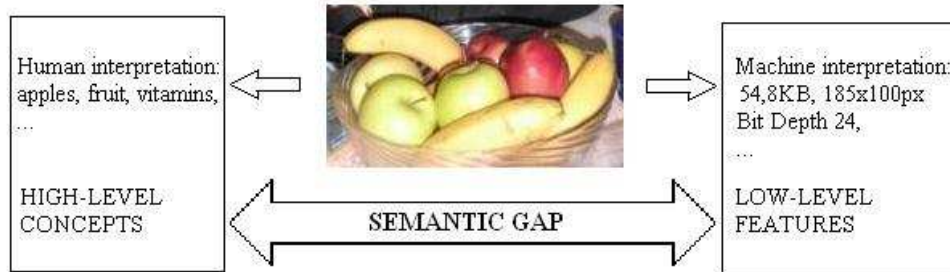 Human interpretation:
apples, fruit, vitamins,
...
HIGH-LEVEL
CONCEPTS
SEMANTIC GAP
Machine interpretation:
54,8KB, 185x100px
Bit Depth 24,
...
LOW-LEVEL
FEATURES